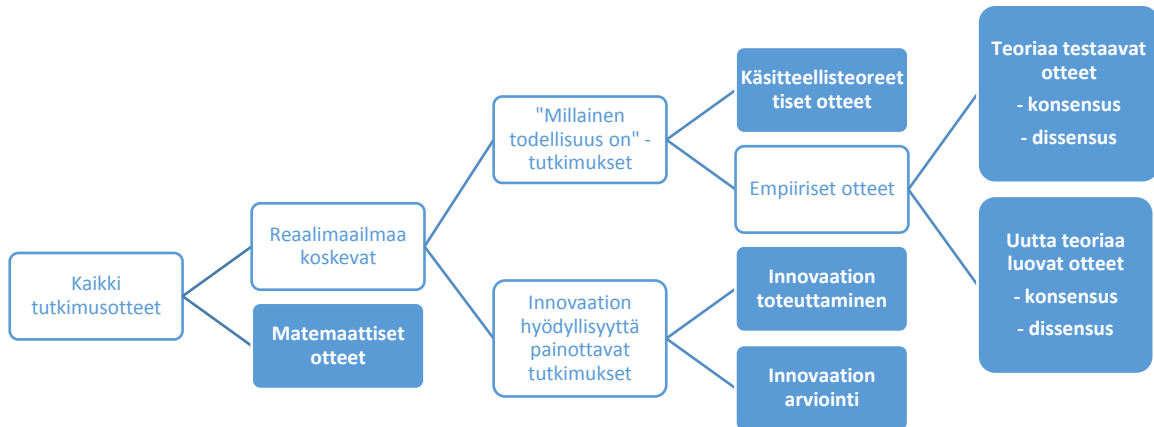 Kaikki
tutkimusotteet
Reaalimaailmaa
koskevat
Matemaattiset
otteet
"Millainen
todellisuus on" -
tutkimukset
Innovaation
hyödyllisyyttä
painottavat
tutkimukset
Käsitteellisteoreet
tiset otteet
Empiiriset otteet
Innovaation
toteuttaminen
Innovaation
arviointi
Teoriaa testaavat
otteet
- konsensus
- dissensus
Uutta teoriaa
luovat otteet
- konsensus
- dissensus